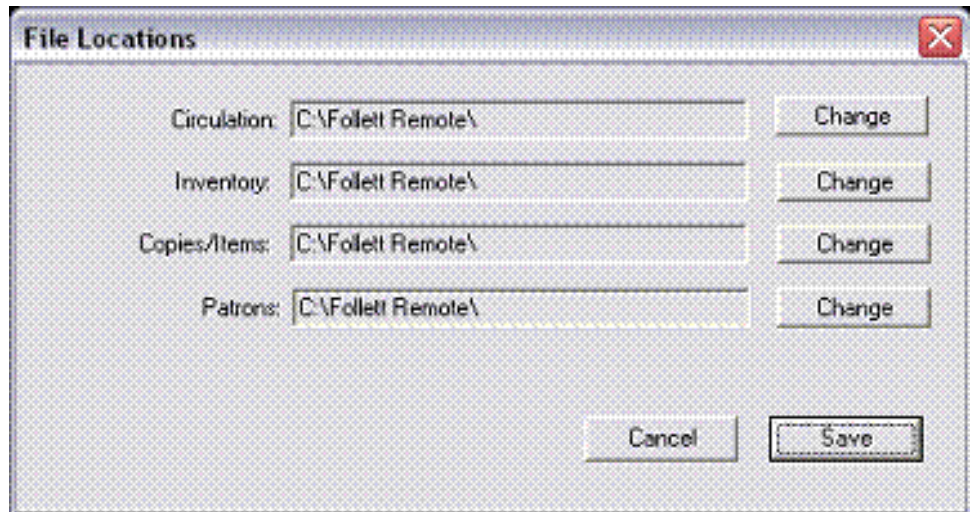 File Locations
Circulation: C:\Follett Remote\ Change
Inventory: C:\Follett Remote\ Change
Copies/Items: C:\Follett Remote\ Change
Patrons: C:\Follett Remote\ Change
Cancel Save